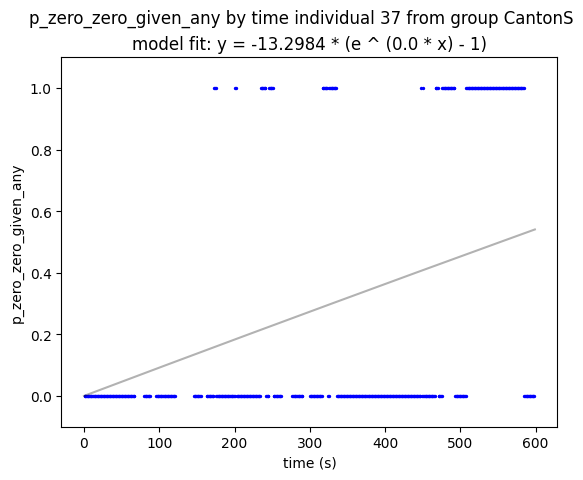 p_zero_zero_given_any by time individual 37 from group CantonS
model fit: y = -13.2984 * (e ^ (0.0 * x) - 1)
1.0
0.8
0.6
0.4
0.2
0.0
p_zero_zero_given_any
0 100 200 300 400 500 600
time (s)